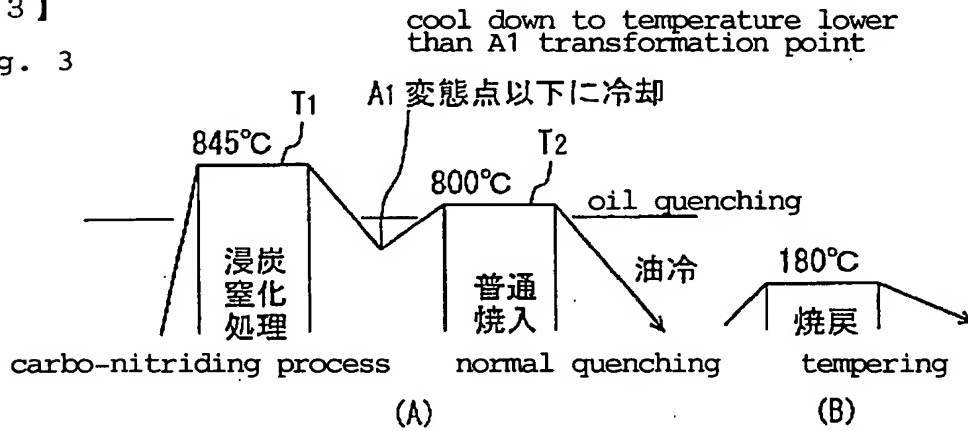 3】
g. 3
cool down to temperature lower
than A1 transformation point
A1 変態点以下に冷却
T1
845℃
T2
800℃
oil quenching
浸炭
窒化
処理
普通
焼入
油冷
180℃
焼戻
carbo-nitriding process
normal quenching
tempering
(A)
(B)